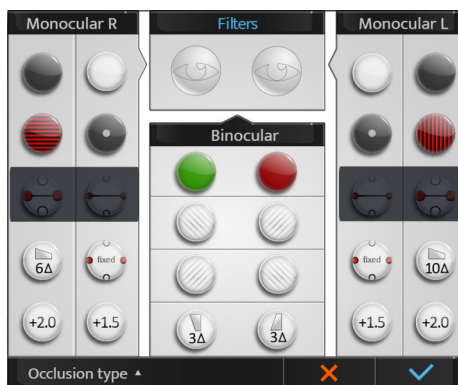 Monocular R
Filters
Monocular L
Binocular
6Δ
fixed
fixed
10Δ
+2.0
+1.5
3Δ
3Δ
+1.5
+2.0
Occlusion type